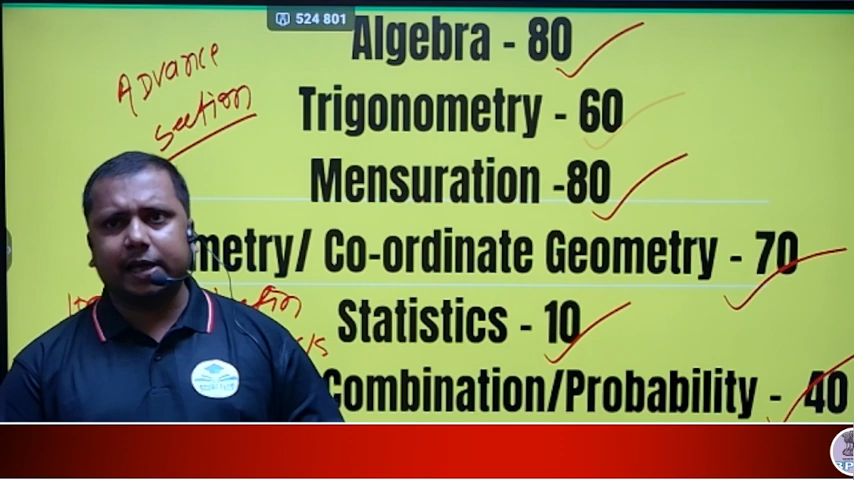 524 801
Algebra - 80
Advance
section
Trigonometry - 60
Mensuration -80
metry/ Co-ordinate Geometry - 70
Statistics - 10
Combination/Probability - 40